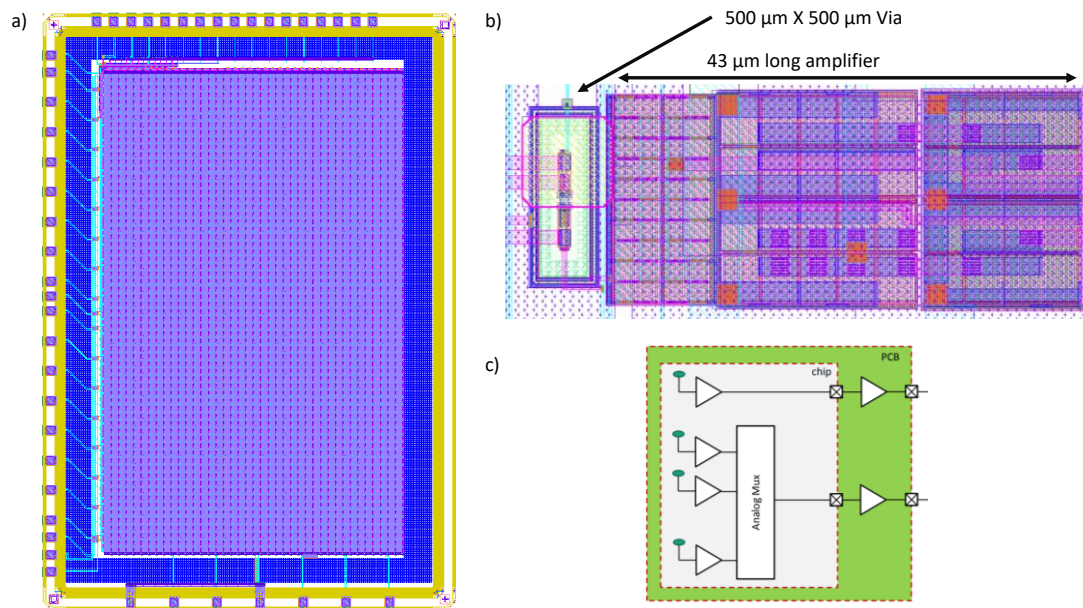 a)
b)
500 µm X 500 µm Via
43 µm long amplifier
c)
PCB
chip
Analog Mux